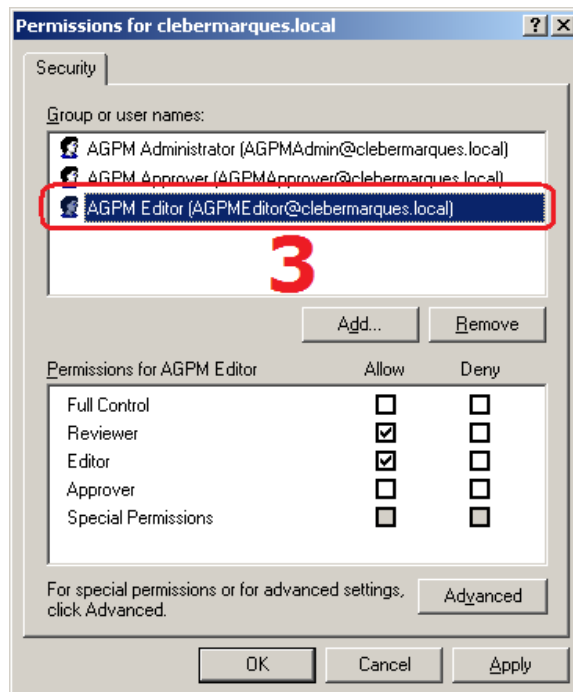 Permissions for clebermarques.local
Security
Group or user names:
AGPM Administrator (AGPMAdmin@clebermarques.local)
AGPM Approver (AGPMApprover@clebermarques.local)
AGPM Editor (AGPMEditor@clebermarques.local)
3
Add...
Remove
Permissions for AGPM Editor Allow Deny
Full Control
Reviewer
Editor
Approver
Special Permissions
For special permissions or for advanced settings,
click Advanced.
Advanced
OK Cancel Apply